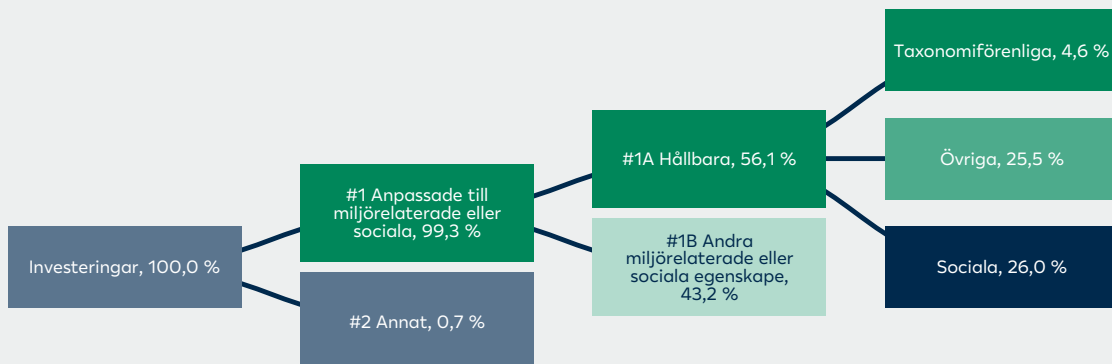 Investeringar, 100,0 %
#1 Anpassade till
miljörelaterade eller
sociala, 99,3 %
#2 Annat, 0,7 %
#1A Hållbara, 56,1 %
#1B Andra
miljörelaterade eller
sociala egenskape,
43,2 %
Taxonomiförenliga, 4,6 %
Övriga, 25,5 %
Sociala, 26,0 %